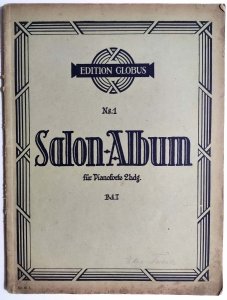 EDITION GLOBUS
No.1
Salon-Album
für Pianoforte 2hdg.
Bd.I